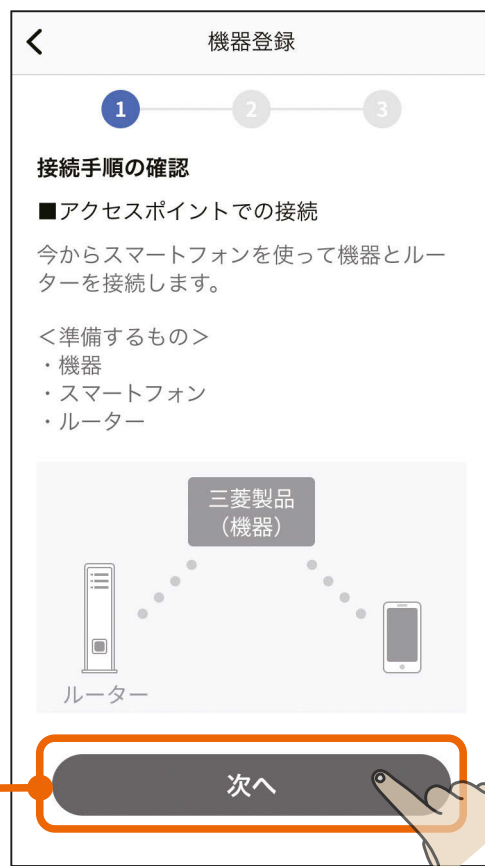 機器登録
1 2 3
接続手順の確認
■アクセスポイントでの接続
今からスマートフォンを使って機器とルー
ターを接続します。
＜準備するもの＞
・機器
・スマートフォン
・ルーター
三菱製品
（機器）
ルーター
次へ